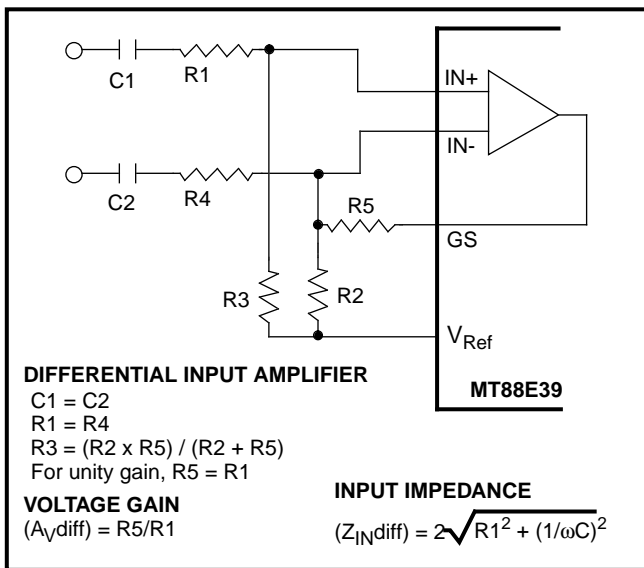 C1
R1
IN+
IN-
C2
R4
R5
GS
R3
R2
VRef
MT88E39
DIFFERENTIAL INPUT AMPLIFIER
C1 = C2
R1 = R4
R3 = (R2 x R5) / (R2 + R5)
For unity gain, R5 = R1
VOLTAGE GAIN
(AVdiff) = R5/R1
INPUT IMPEDANCE
(ZINdiff) = 2√R1² + (1/ωC)²